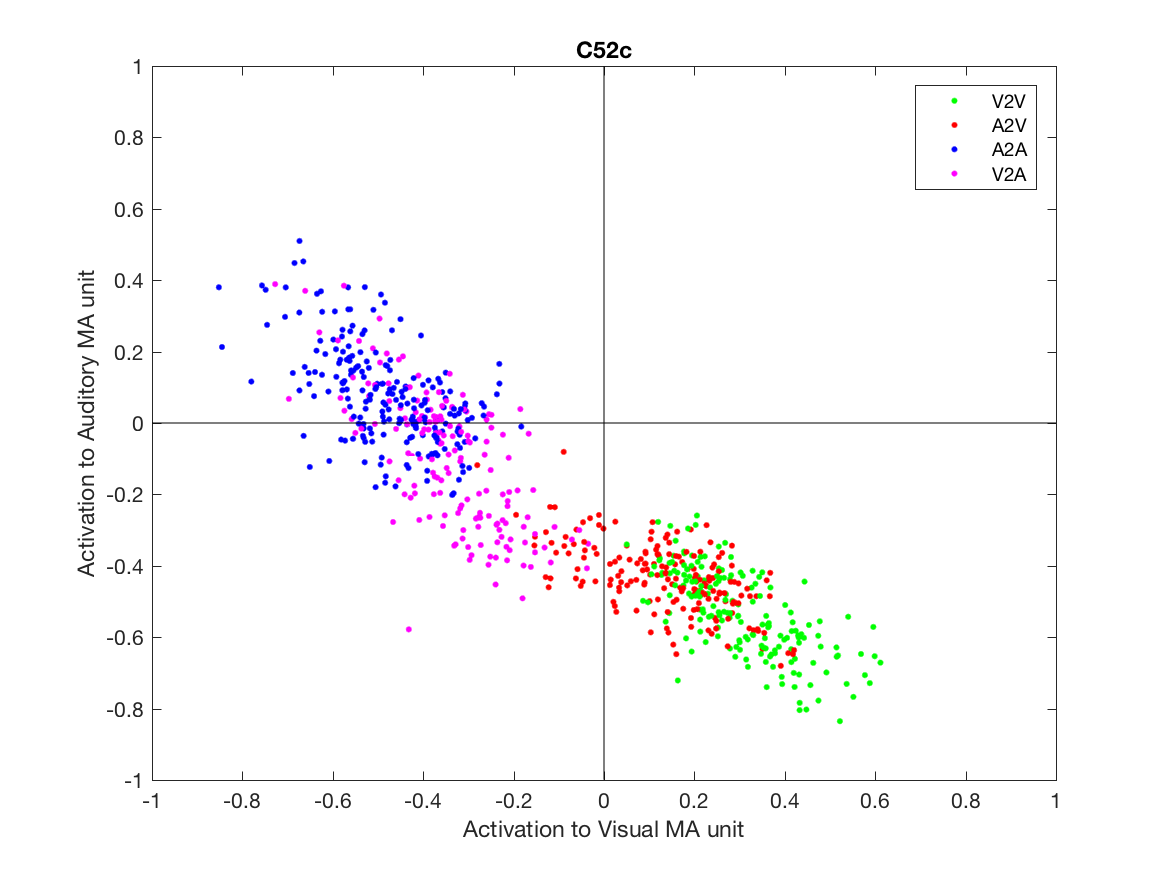 C52c
V2V
A2V
A2A
V2A
1
0.8
0.6
0.4
0.2
0
-0.2
-0.4
-0.6
-0.8
-1
Activation to Auditory MA unit
-1 -0.8 -0.6 -0.4 -0.2 0 0.2 0.4 0.6 0.8 1
Activation to Visual MA unit